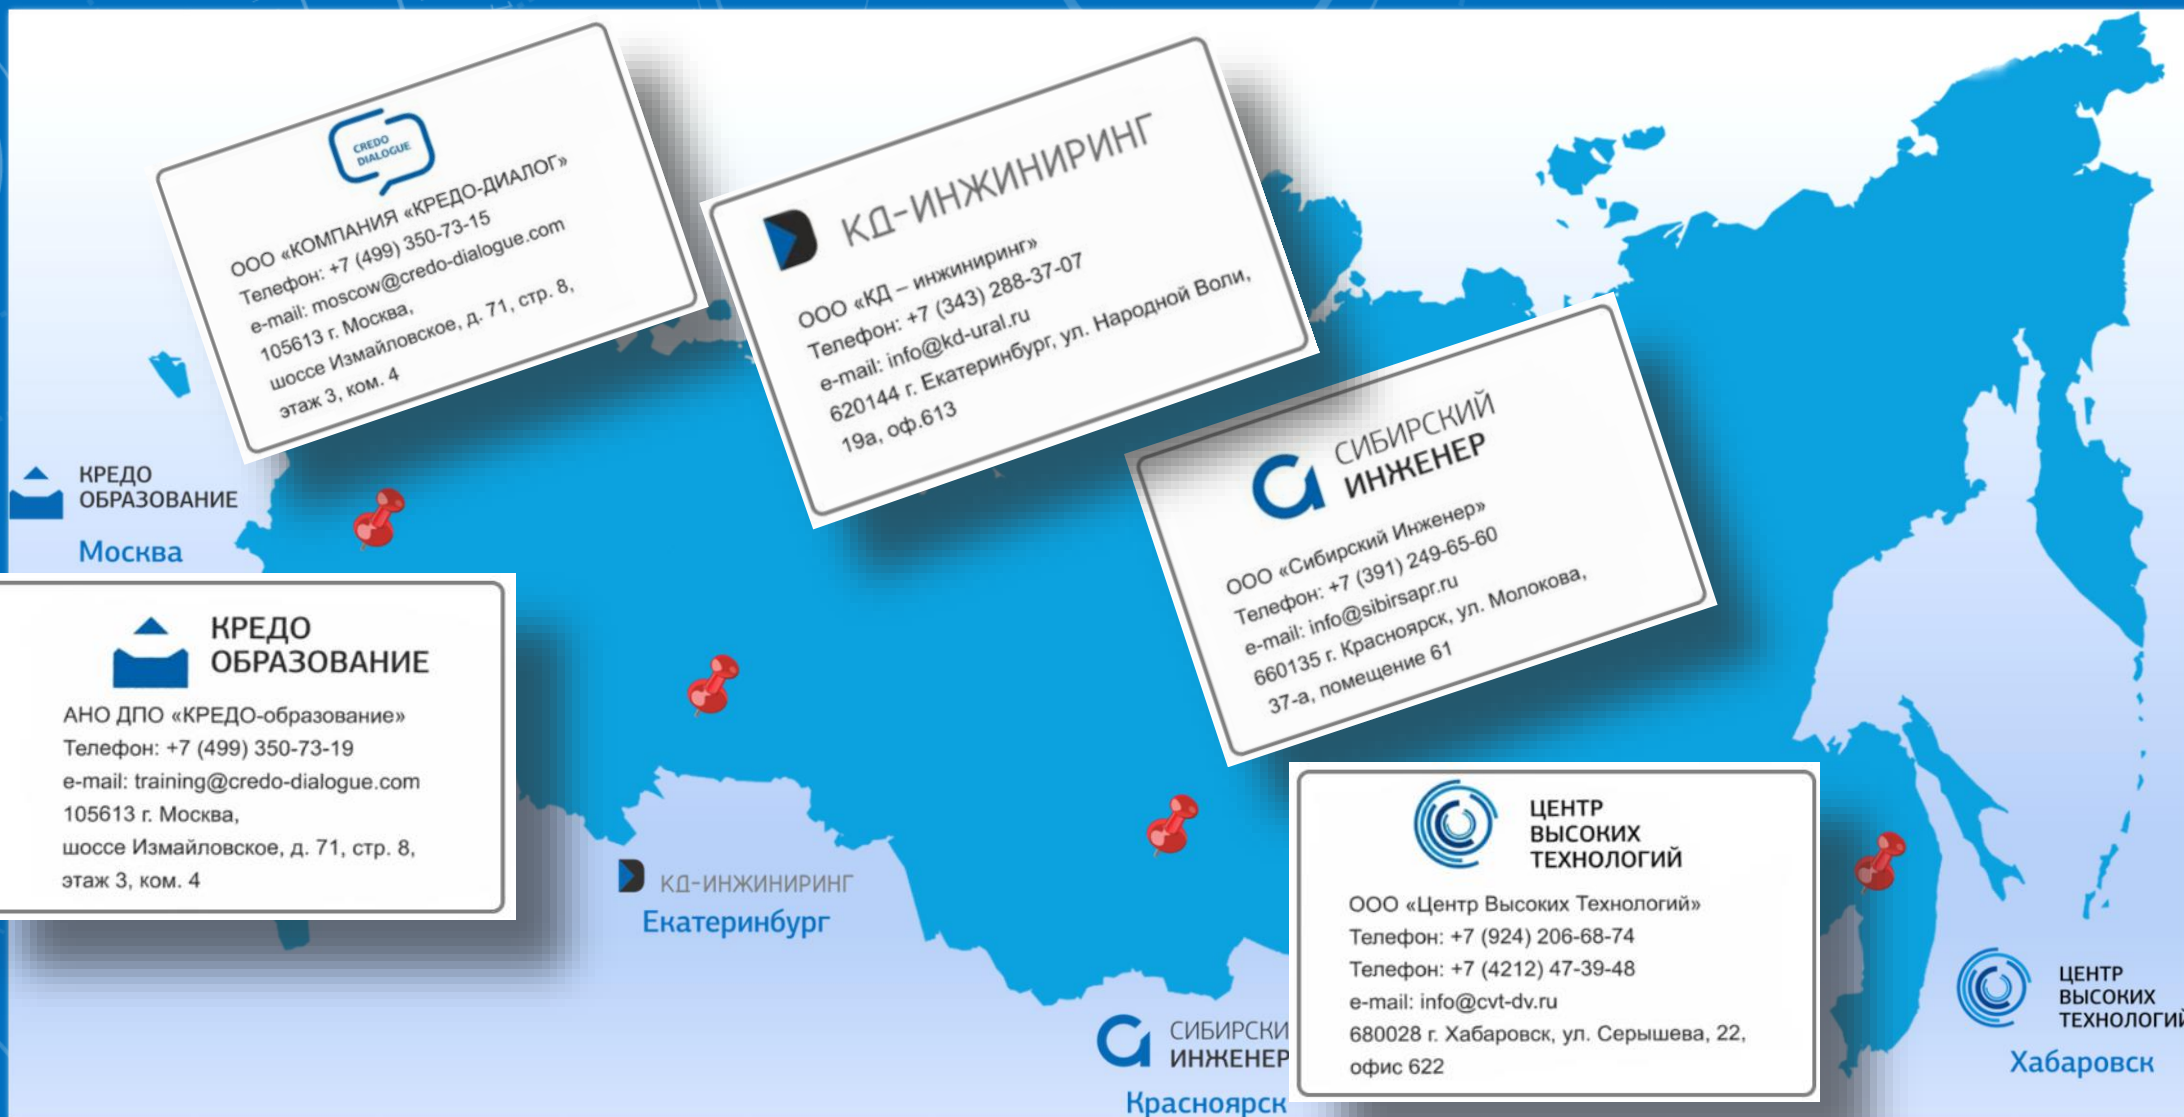 CREDO
DIALOGUE
ООО «КОМПАНИЯ «КРЕДО-ДИАЛОГ»
Телефон: +7 (499) 350-73-15
e-mail: moscow@credo-dialogue.com
105613 г. Москва,
шоссе Измайловское, д. 71, стр. 8,
этаж 3, ком. 4
КД-ИНЖИНИРИНГ
ООО «КД – инжиниринг»
Телефон: +7 (343) 288-37-07
e-mail: info@kd-ural.ru
620144 г. Екатеринбург, ул. Народной Воли,
19а, оф.613
СИБИРСКИЙ
ИНЖЕНЕР
ООО «Сибирский Инженер»
Телефон: +7 (391) 249-65-60
e-mail: info@sibirsapr.ru
660135 г. Красноярск, ул. Молокова,
37-а, помещение 61
КРЕДО
ОБРАЗОВАНИЕ
Москва
КРЕДО
ОБРАЗОВАНИЕ
АНО ДПО «КРЕДО-образование»
Телефон: +7 (499) 350-73-19
e-mail: training@credo-dialogue.com
105613 г. Москва,
шоссе Измайловское, д. 71, стр. 8,
этаж 3, ком. 4
КД-ИНЖИНИРИНГ
Екатеринбург
ЦЕНТР
ВЫСОКИХ
ТЕХНОЛОГИЙ
ООО «Центр Высоких Технологий»
Телефон: +7 (924) 206-68-74
Телефон: +7 (4212) 47-39-48
e-mail: info@cvt-dv.ru
680028 г. Хабаровск, ул. Серышева, 22,
офис 622
СИБИРСКИ
ИНЖЕНЕР
Красноярск
ЦЕНТР
ВЫСОКИХ
ТЕХНОЛОГИЙ
Хабаровск